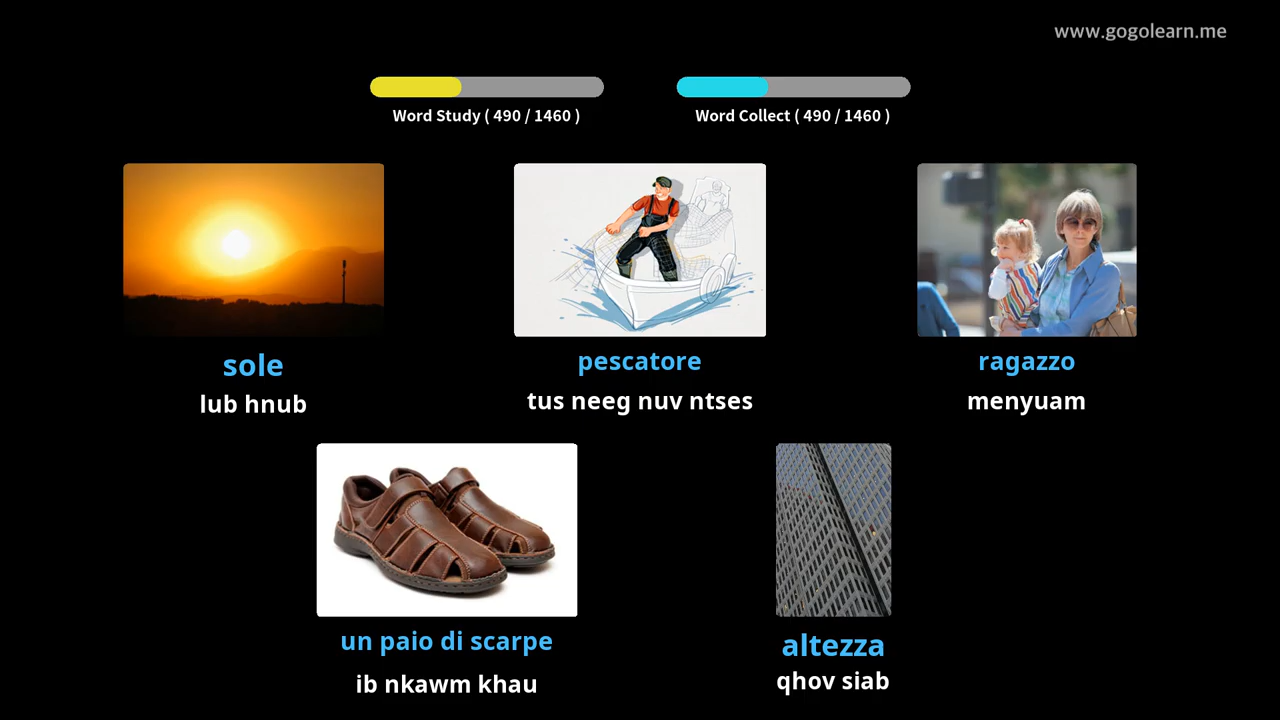 www.gogolearn.me
Word Study ( 490 / 1460 )
Word Collect ( 490 / 1460 )
sole
lub hnub
pescatore
tus neeg nuv ntses
ragazzo
menyuam
un paio di scarpe
ib nkawm khau
altezza
qhov siab